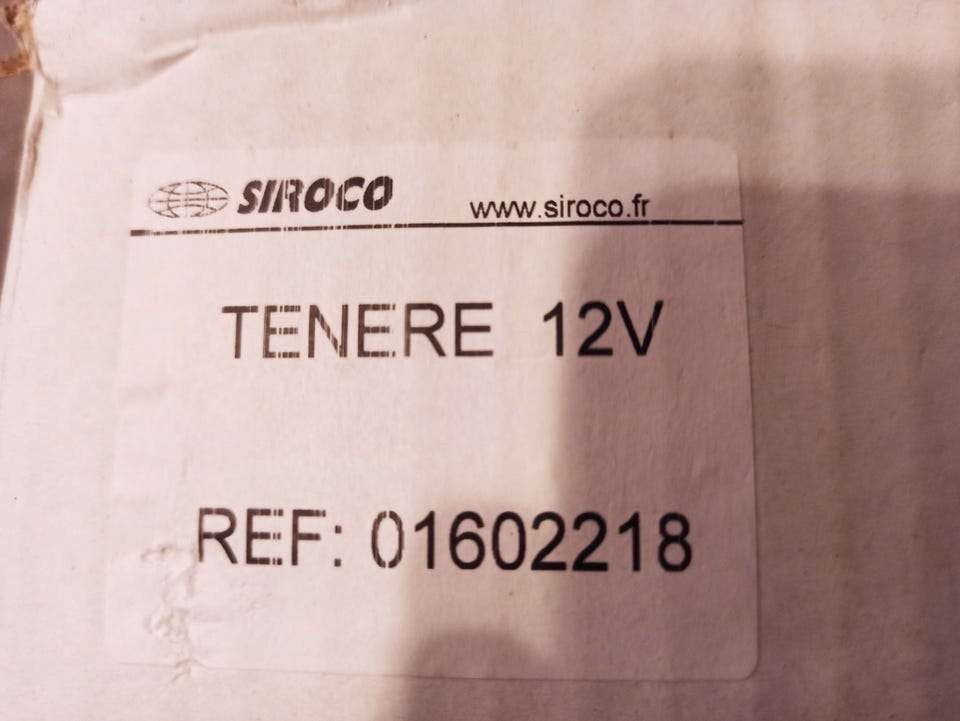 SIROCO www.siroco.fr
TENERE 12V
REF: 01602218